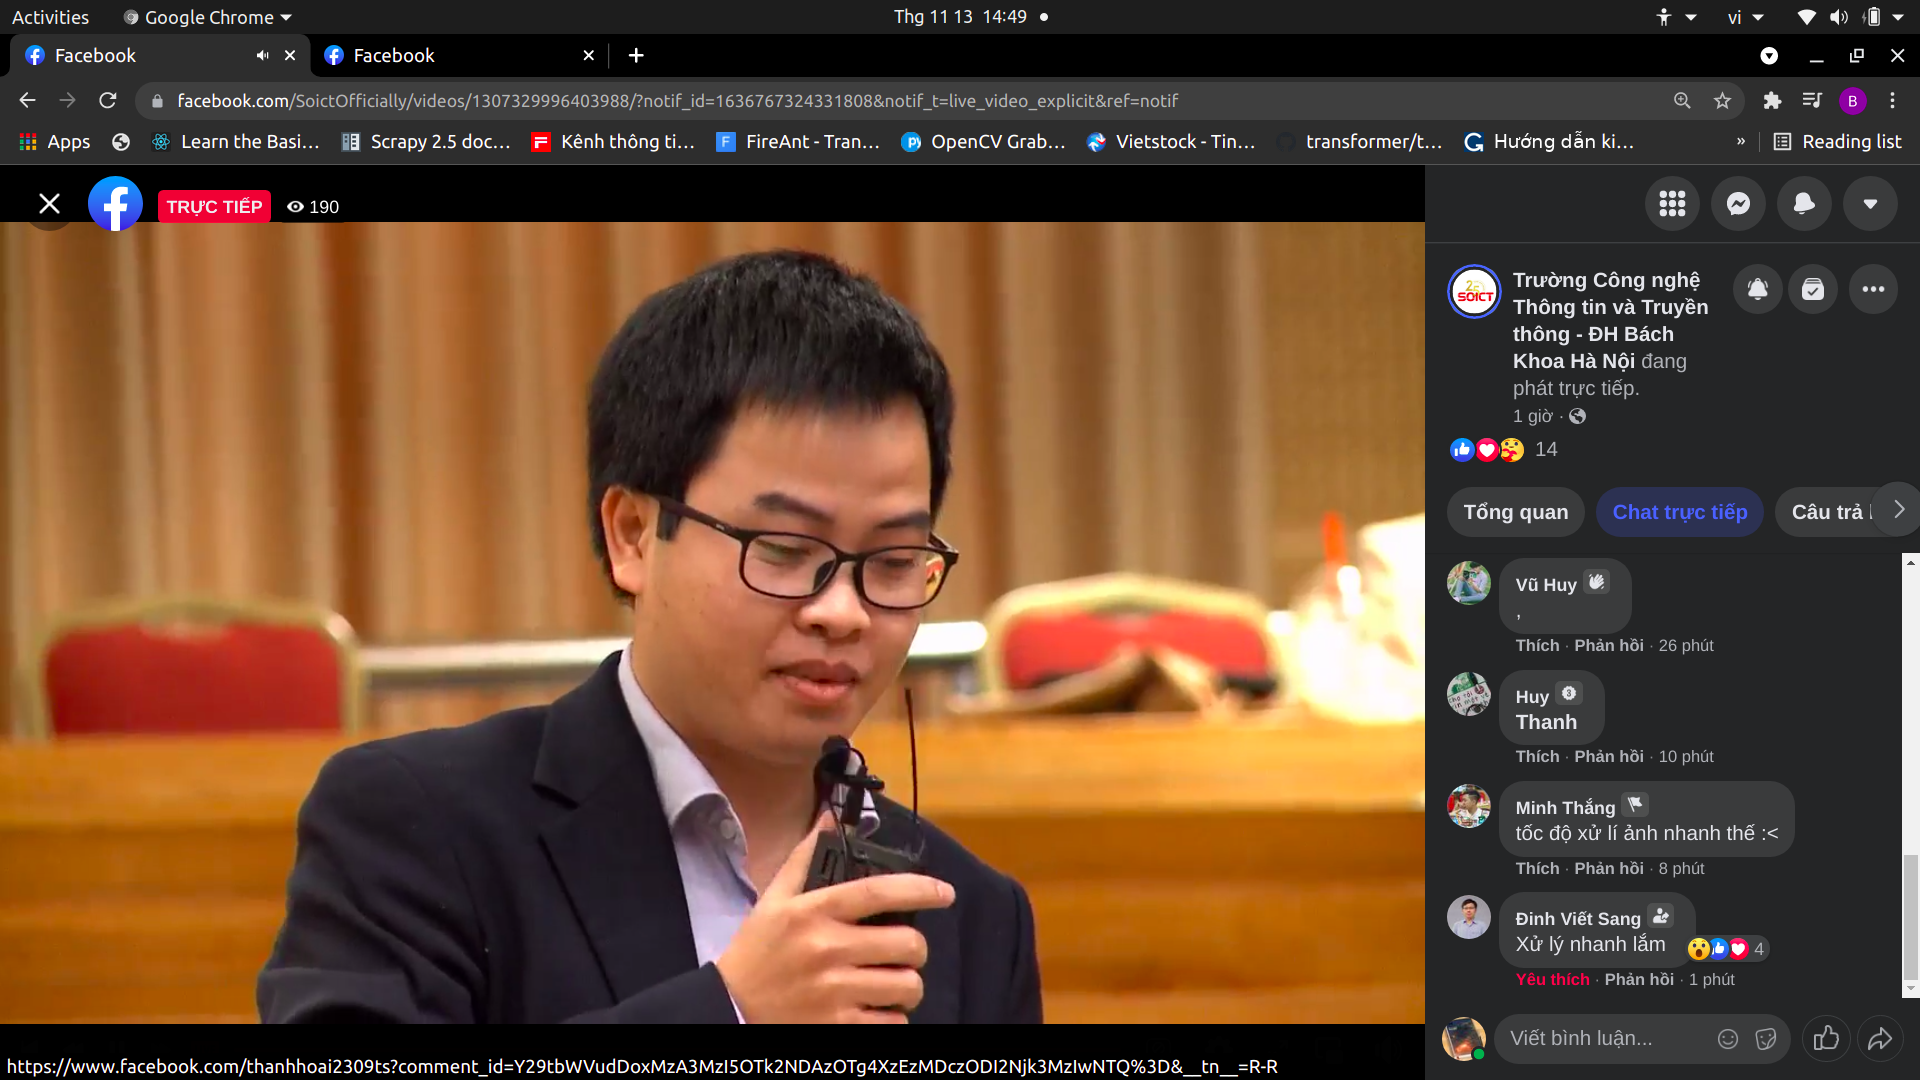 Activities
Google Chrome
Thg 11 13 14:49
vi
Facebook
Facebook
facebook.com/SoictOfficially/videos/1307329996403988/?notif_id=1636767324331808&notif_t=live_video_explicit&ref=notif
B
Apps
Learn the Basi...
Scrapy 2.5 doc...
Kênh thông ti...
FireAnt - Tran...
OpenCV Grab...
Vietstock - Tin...
transformer/t...
Hướng dẫn ki...
»
Reading list
TRỰC TIẾP
190
SOICT
Trường Công nghệ
Thông tin và Truyền
thông - ĐH Bách
Khoa Hà Nội đang
phát trực tiếp.
1 giờ ·
14
Tổng quan
Chat trực tiếp
Câu trả l
Vũ Huy
,
Thích · Phản hồi · 26 phút
Huy
Thanh
Thích · Phản hồi · 10 phút
Minh Thắng
tốc độ xử lí ảnh nhanh thế :<
Thích · Phản hồi · 8 phút
Đinh Viết Sang
Xử lý nhanh lắm
4
Yêu thích · Phản hồi · 1 phút
Viết bình luận...
https://www.facebook.com/thanhhoai2309ts?comment_id=Y29tbWVudDoxMzA3MzI5OTk2NDAzOTg4XzEzMDczODI2Njk3MzIwNTQ%3D&__tn__=R-R